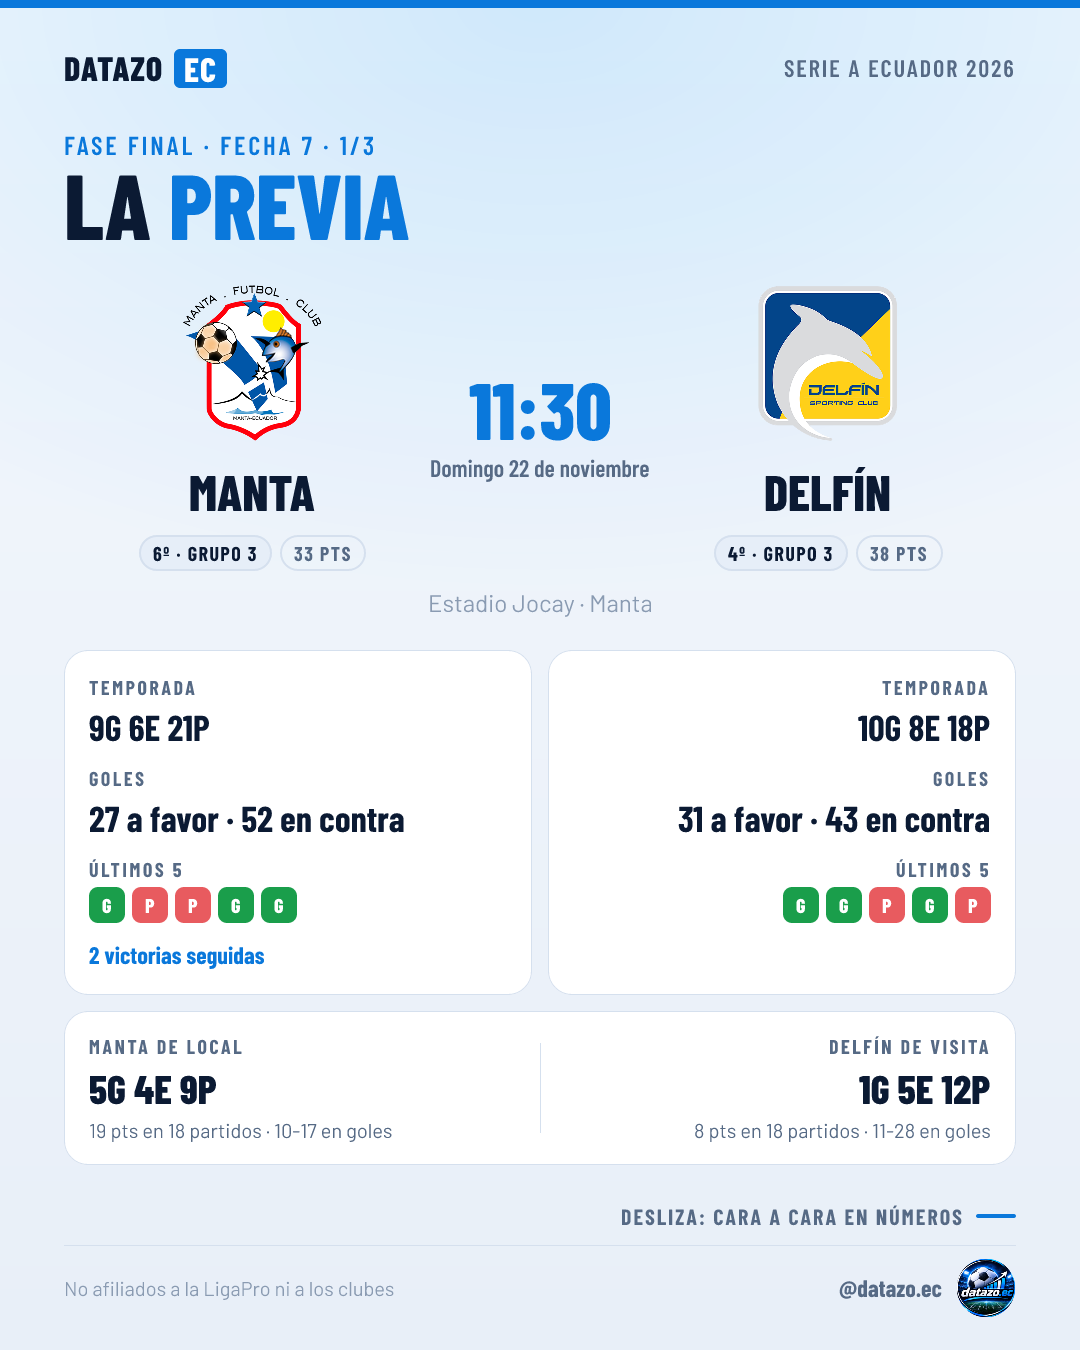 DATAZO EC
SERIE A ECUADOR 2026
FASE FINAL · FECHA 7 · 1/3
LA PREVIA
MANTA · FUTBOL · CLUB
MANTA-ECUADOR
DELFÍN
SPORTING CLUB
11:30
Domingo 22 de noviembre
MANTA
DELFÍN
6º · GRUPO 3
33 PTS
4º · GRUPO 3
38 PTS
Estadio Jocay · Manta
TEMPORADA
9G 6E 21P
GOLES
27 a favor · 52 en contra
ÚLTIMOS 5
G P P G G
2 victorias seguidas
TEMPORADA
10G 8E 18P
GOLES
31 a favor · 43 en contra
ÚLTIMOS 5
G G P G P
MANTA DE LOCAL
5G 4E 9P
19 pts en 18 partidos · 10-17 en goles
DELFÍN DE VISITA
1G 5E 12P
8 pts en 18 partidos · 11-28 en goles
DESLIZA: CARA A CARA EN NÚMEROS
No afiliados a la LigaPro ni a los clubes
@datazo.ec
datazo.ec